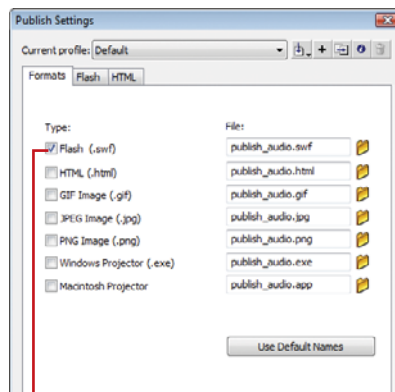 Publish Settings
Current profile: Default
Formats Flash HTML
Type: File:
Flash (.swf) publish_audio.swf
HTML (.html) publish_audio.html
GIF Image (.gif) publish_audio.gif
JPEG Image (.jpg) publish_audio.jpg
PNG Image (.png) publish_audio.png
Windows Projector (.exe) publish_audio.exe
Macintosh Projector publish_audio.app
Use Default Names